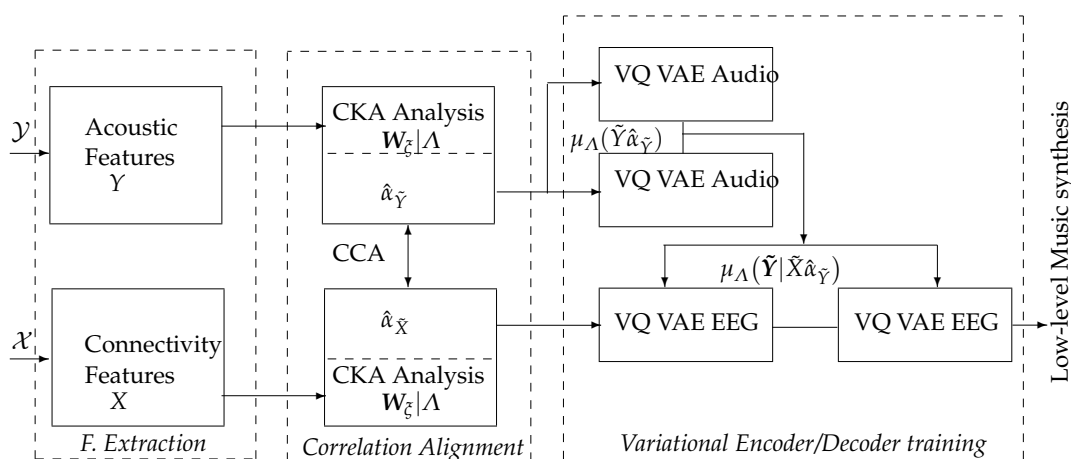 𝒴
Acoustic
Features
Y
𝒳
Connectivity
Features
X
F. Extraction
CKA Analysis
W_ξ|Λ
α̂_Ỹ
CCA
α̂_X̃
CKA Analysis
W_ξ|Λ
Correlation Alignment
VQ VAE Audio
μ_Λ(Ỹα̂_Ỹ)
VQ VAE Audio
μ_Λ(Ỹ|X̃α̂_Ỹ)
VQ VAE EEG
VQ VAE EEG
Variational Encoder/Decoder training
Low-level Music synthesis